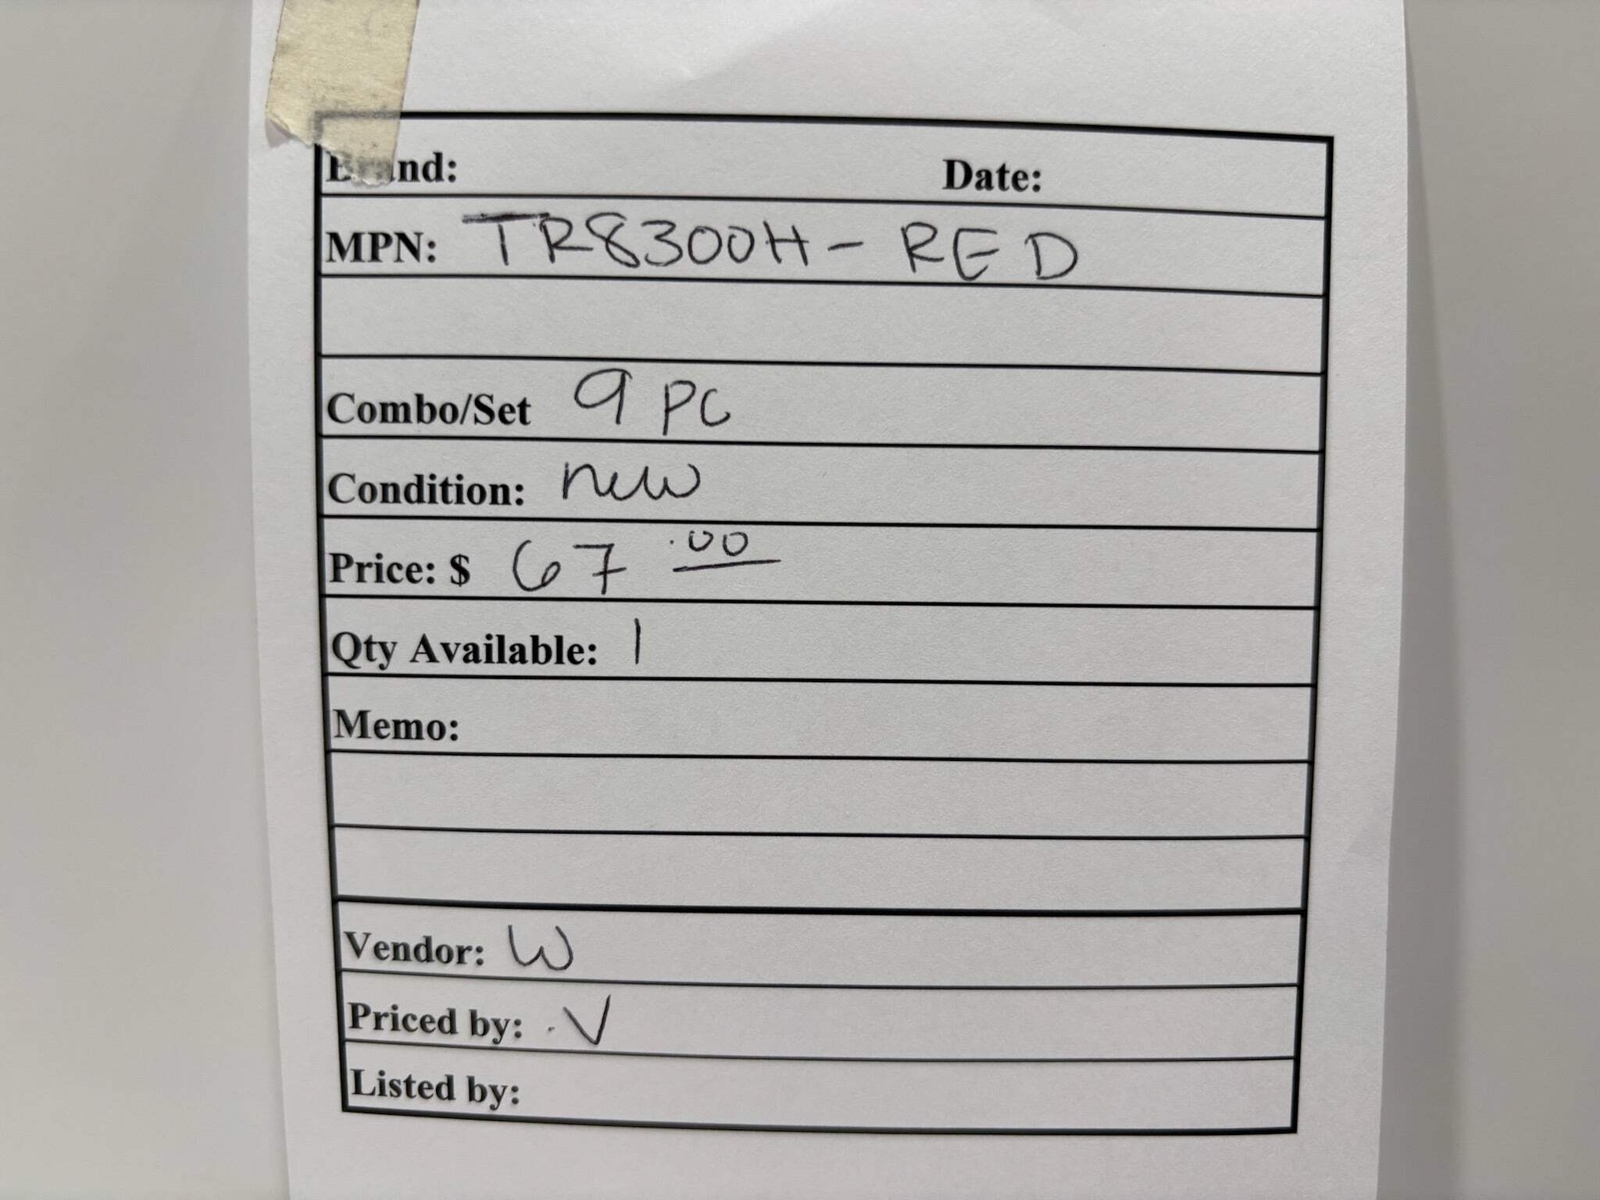 Brand: Date:
MPN: TR8300H-RED
Combo/Set 9 PC
Condition: new
Price: $ 67 .00
Qty Available: 1
Memo:
Vendor: W
Priced by: .V
Listed by: